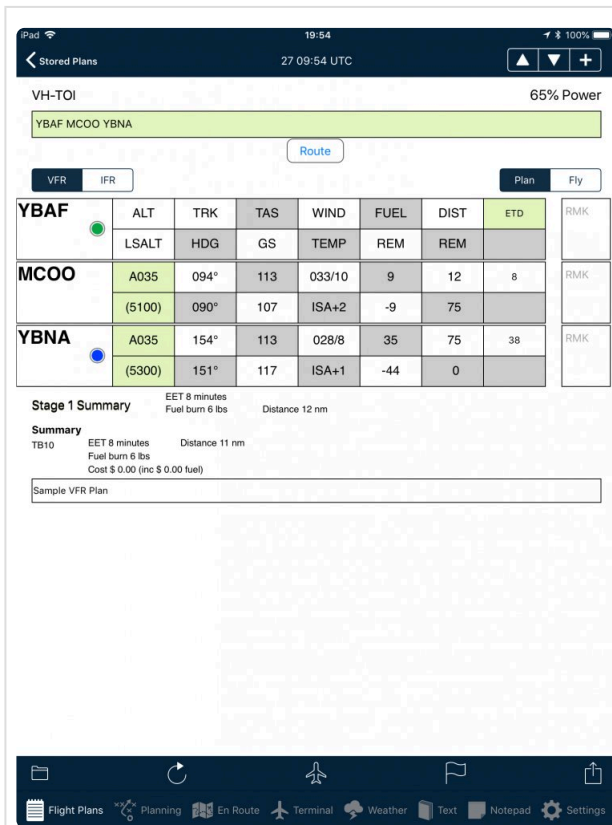 iPad 19:54 100%
Stored Plans 27 09:54 UTC
VH-TOI 65% Power
YBAF MCOO YBNA
Route
VFR IFR Plan Fly
YBAF ALT TRK TAS WIND FUEL DIST ETD RMK
LSALT HDG GS TEMP REM REM
MCOO A035 094° 113 033/10 9 12 8 RMK
(5100) 090° 107 ISA+2 -9 75
YBNA A035 154° 113 028/8 35 75 38 RMK
(5300) 151° 117 ISA+1 -44 0
Stage 1 Summary EET 8 minutes
Fuel burn 6 lbs Distance 12 nm
Summary
TB10 EET 8 minutes Distance 11 nm
Fuel burn 6 lbs
Cost $ 0.00 (inc $ 0.00 fuel)
Sample VFR Plan
Flight Plans Planning En Route Terminal Weather Text Notepad Settings